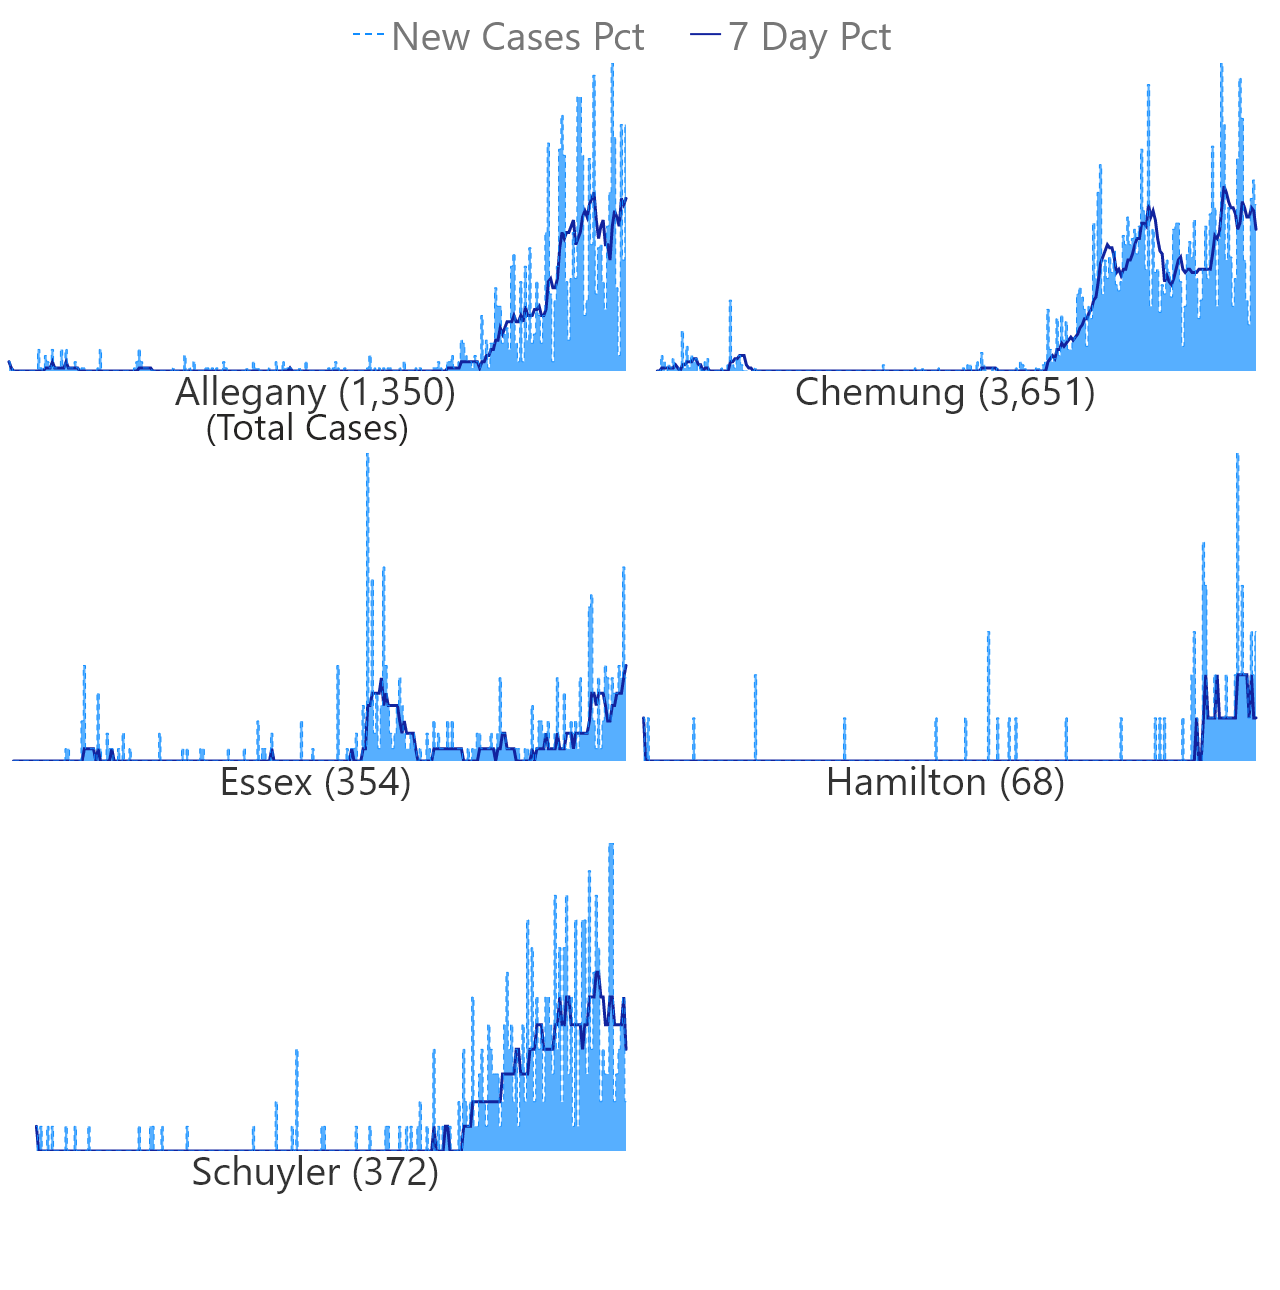 New Cases Pct 7 Day Pct
Allegany (1,350)
(Total Cases)
Chemung (3,651)
Essex (354)
Hamilton (68)
Schuyler (372)